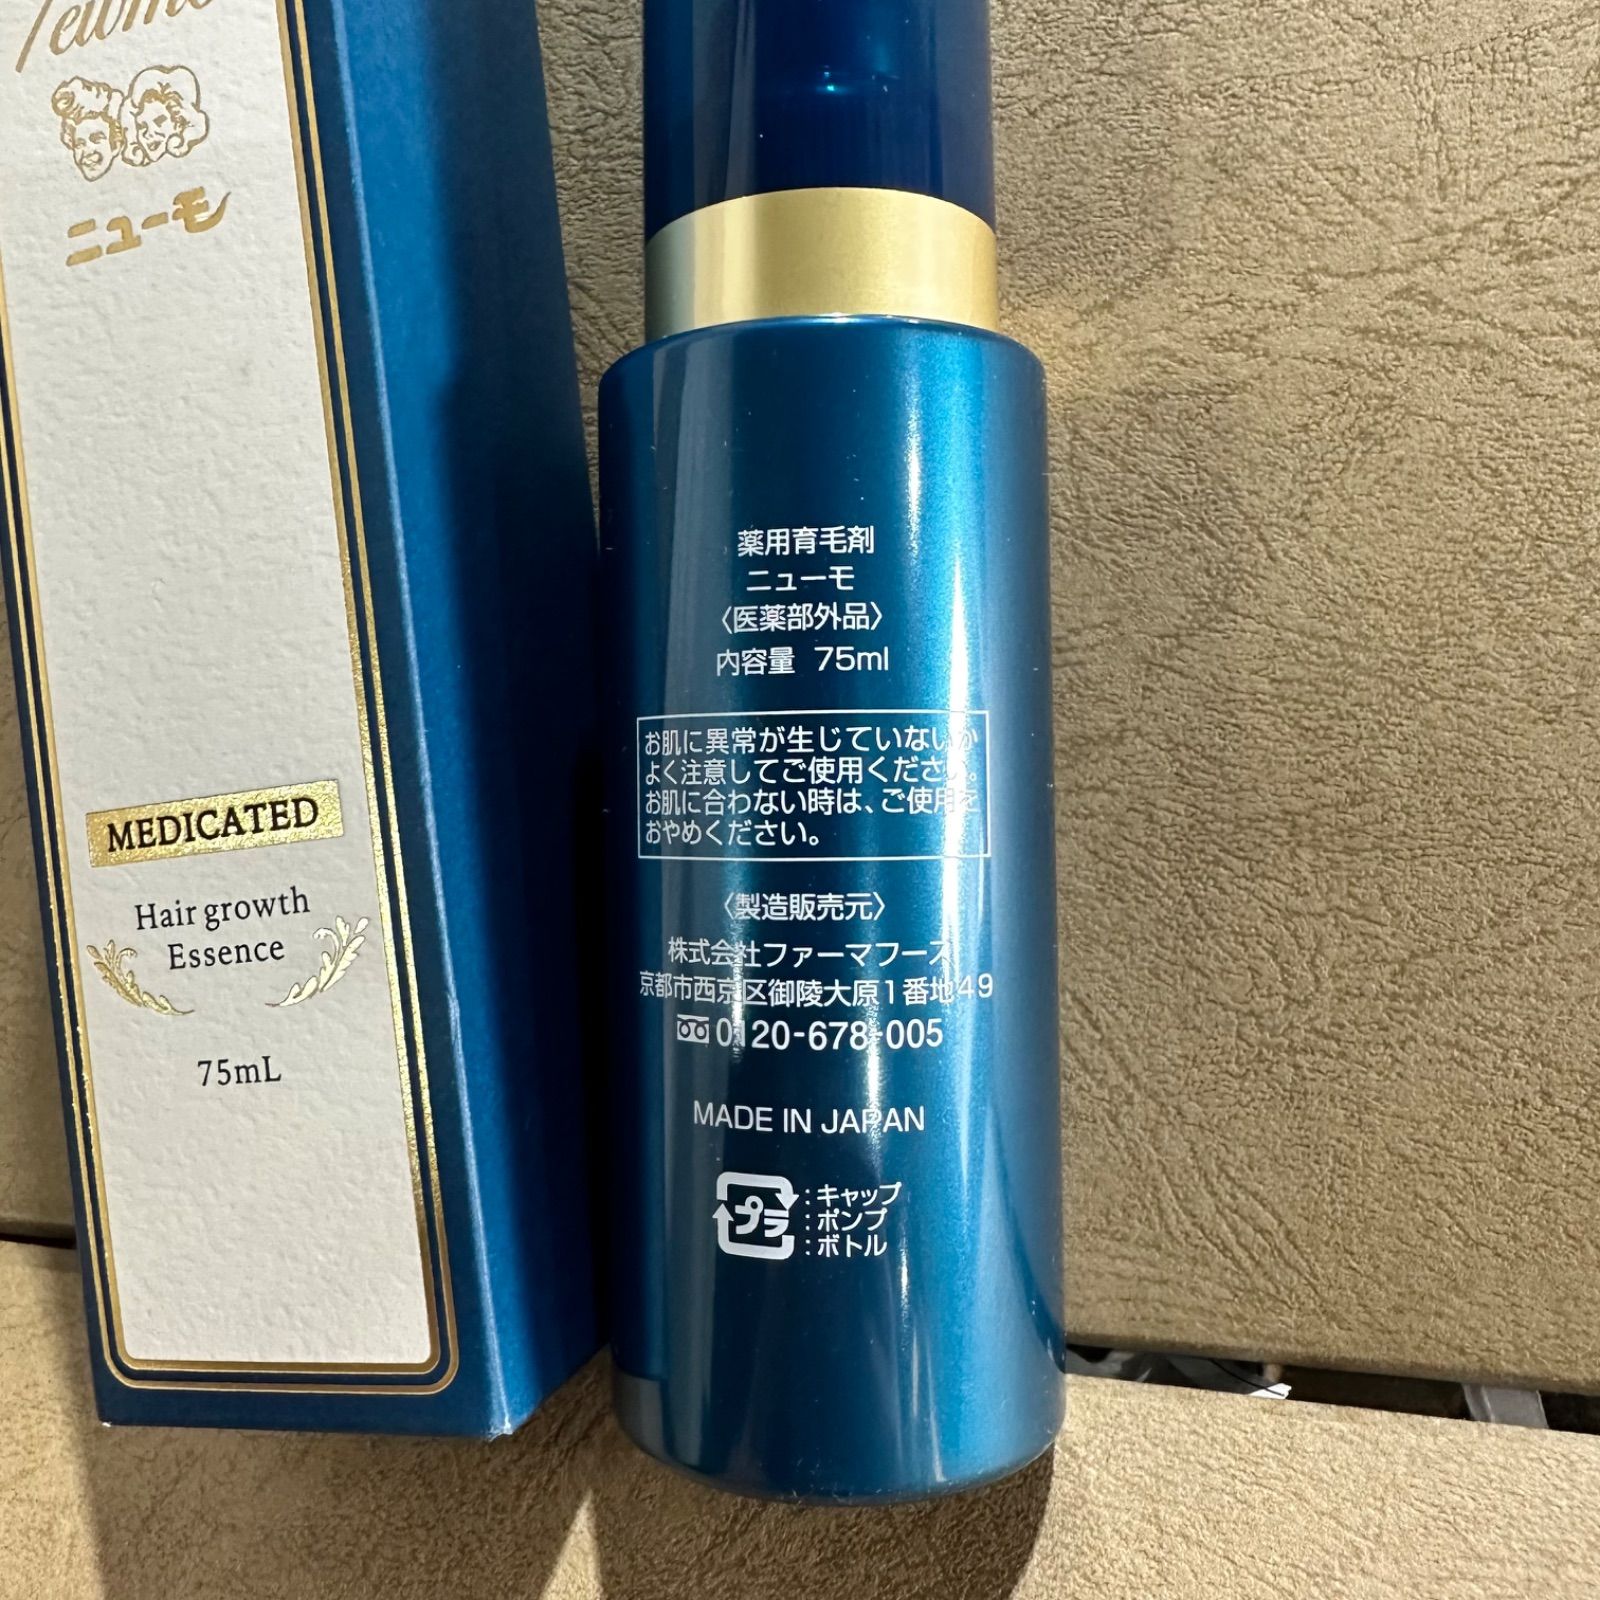 ニューモ
MEDICATED
Hair growth
Essence
75mL
薬用育毛剤
ニューモ
〈医薬部外品〉
内容量 75ml
お肌に異常が生じていないか
よく注意してご使用ください。
お肌に合わない時は、ご使用を
おやめください。
〈製造販売元〉
株式会社ファーマフーズ
京都市西京区御陵大原1番地49
0120-678-005
MADE IN JAPAN
プラ
:キャップ
:ポンプ
:ボトル